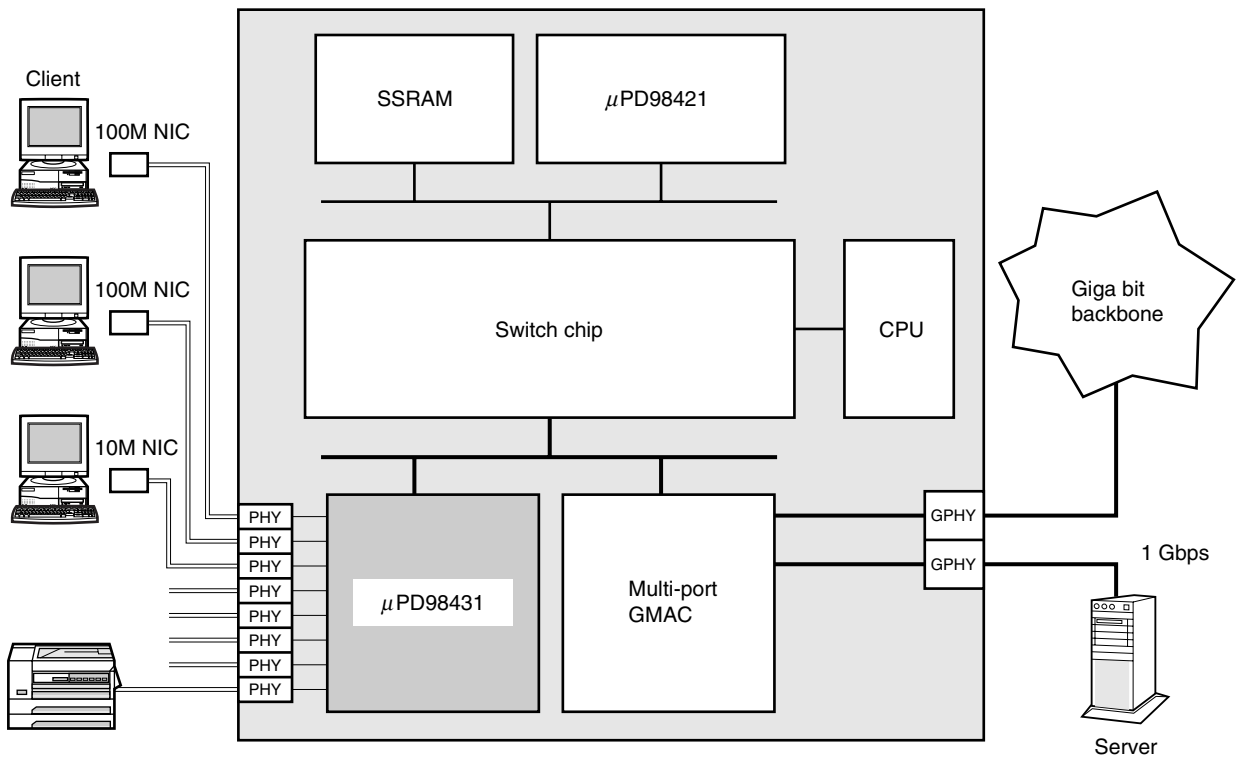 Client
100M NIC
100M NIC
10M NIC
SSRAM
μPD98421
Switch chip
CPU
Giga bit
backbone
PHY
PHY
PHY
PHY
PHY
PHY
PHY
PHY
μPD98431
Multi-port
GMAC
GPHY
GPHY
1 Gbps
Server